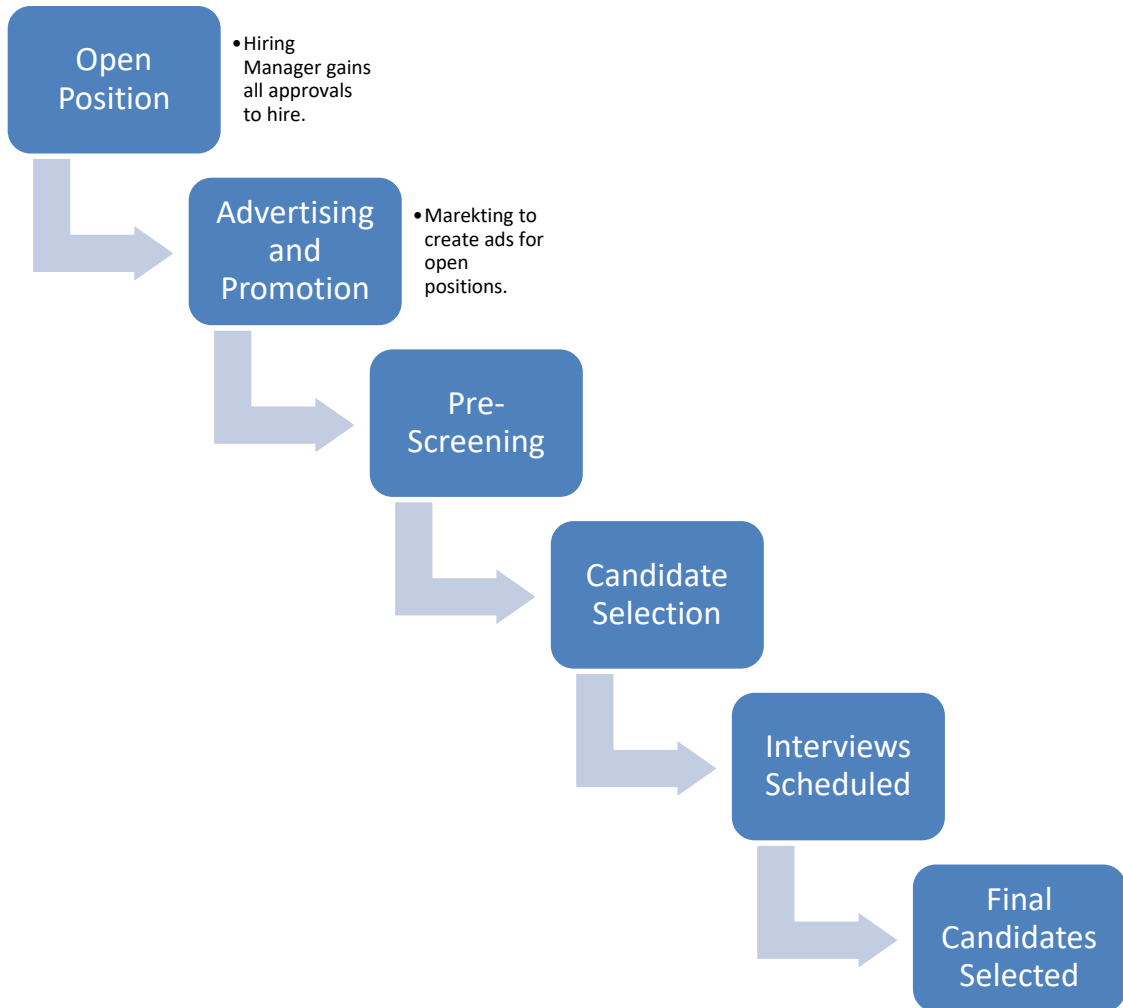 Open
Position
•Hiring
Manager gains
all approvals
to hire.
Advertising
and
Promotion
•Marekting to
create ads for
open
positions.
Pre-
Screening
Candidate
Selection
Interviews
Scheduled
Final
Candidates
Selected